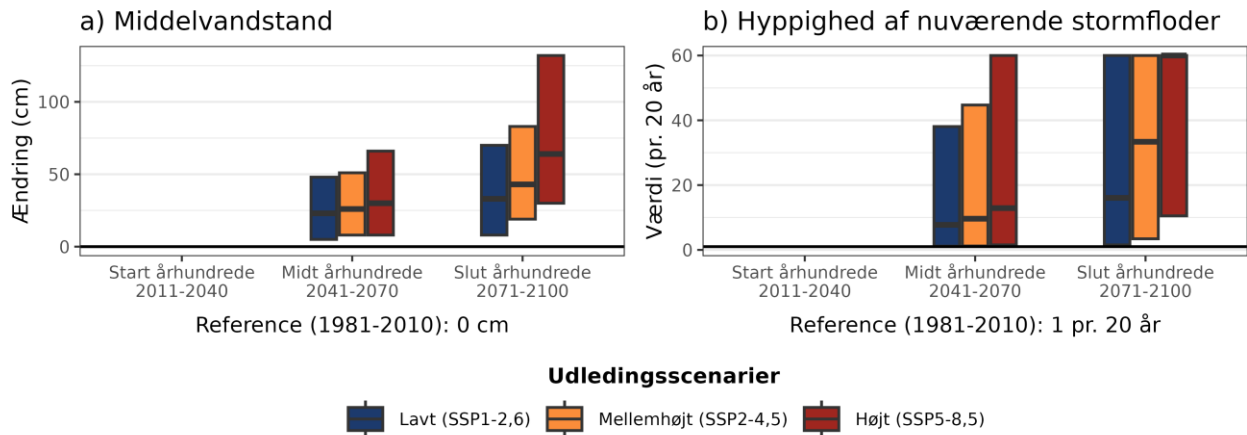 a) Middelvandstand
Ændring (cm)
100
50
0
Start århundrede
2011-2040
Midt århundrede
2041-2070
Slut århundrede
2071-2100
Reference (1981-2010): 0 cm
b) Hyppighed af nuværende stormfloder
Værdi (pr. 20 år)
60
40
20
0
Start århundrede
2011-2040
Midt århundrede
2041-2070
Slut århundrede
2071-2100
Reference (1981-2010): 1 pr. 20 år
Udledingsscenarier
Lavt (SSP1-2,6)
Mellemhøjt (SSP2-4,5)
Højt (SSP5-8,5)